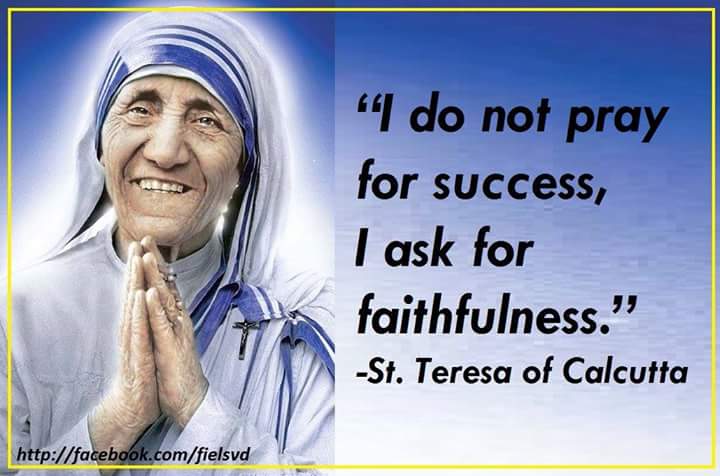 “I do not pray
for success,
I ask for
faithfulness.”
-St. Teresa of Calcutta
http://facebook.com/fielsvd